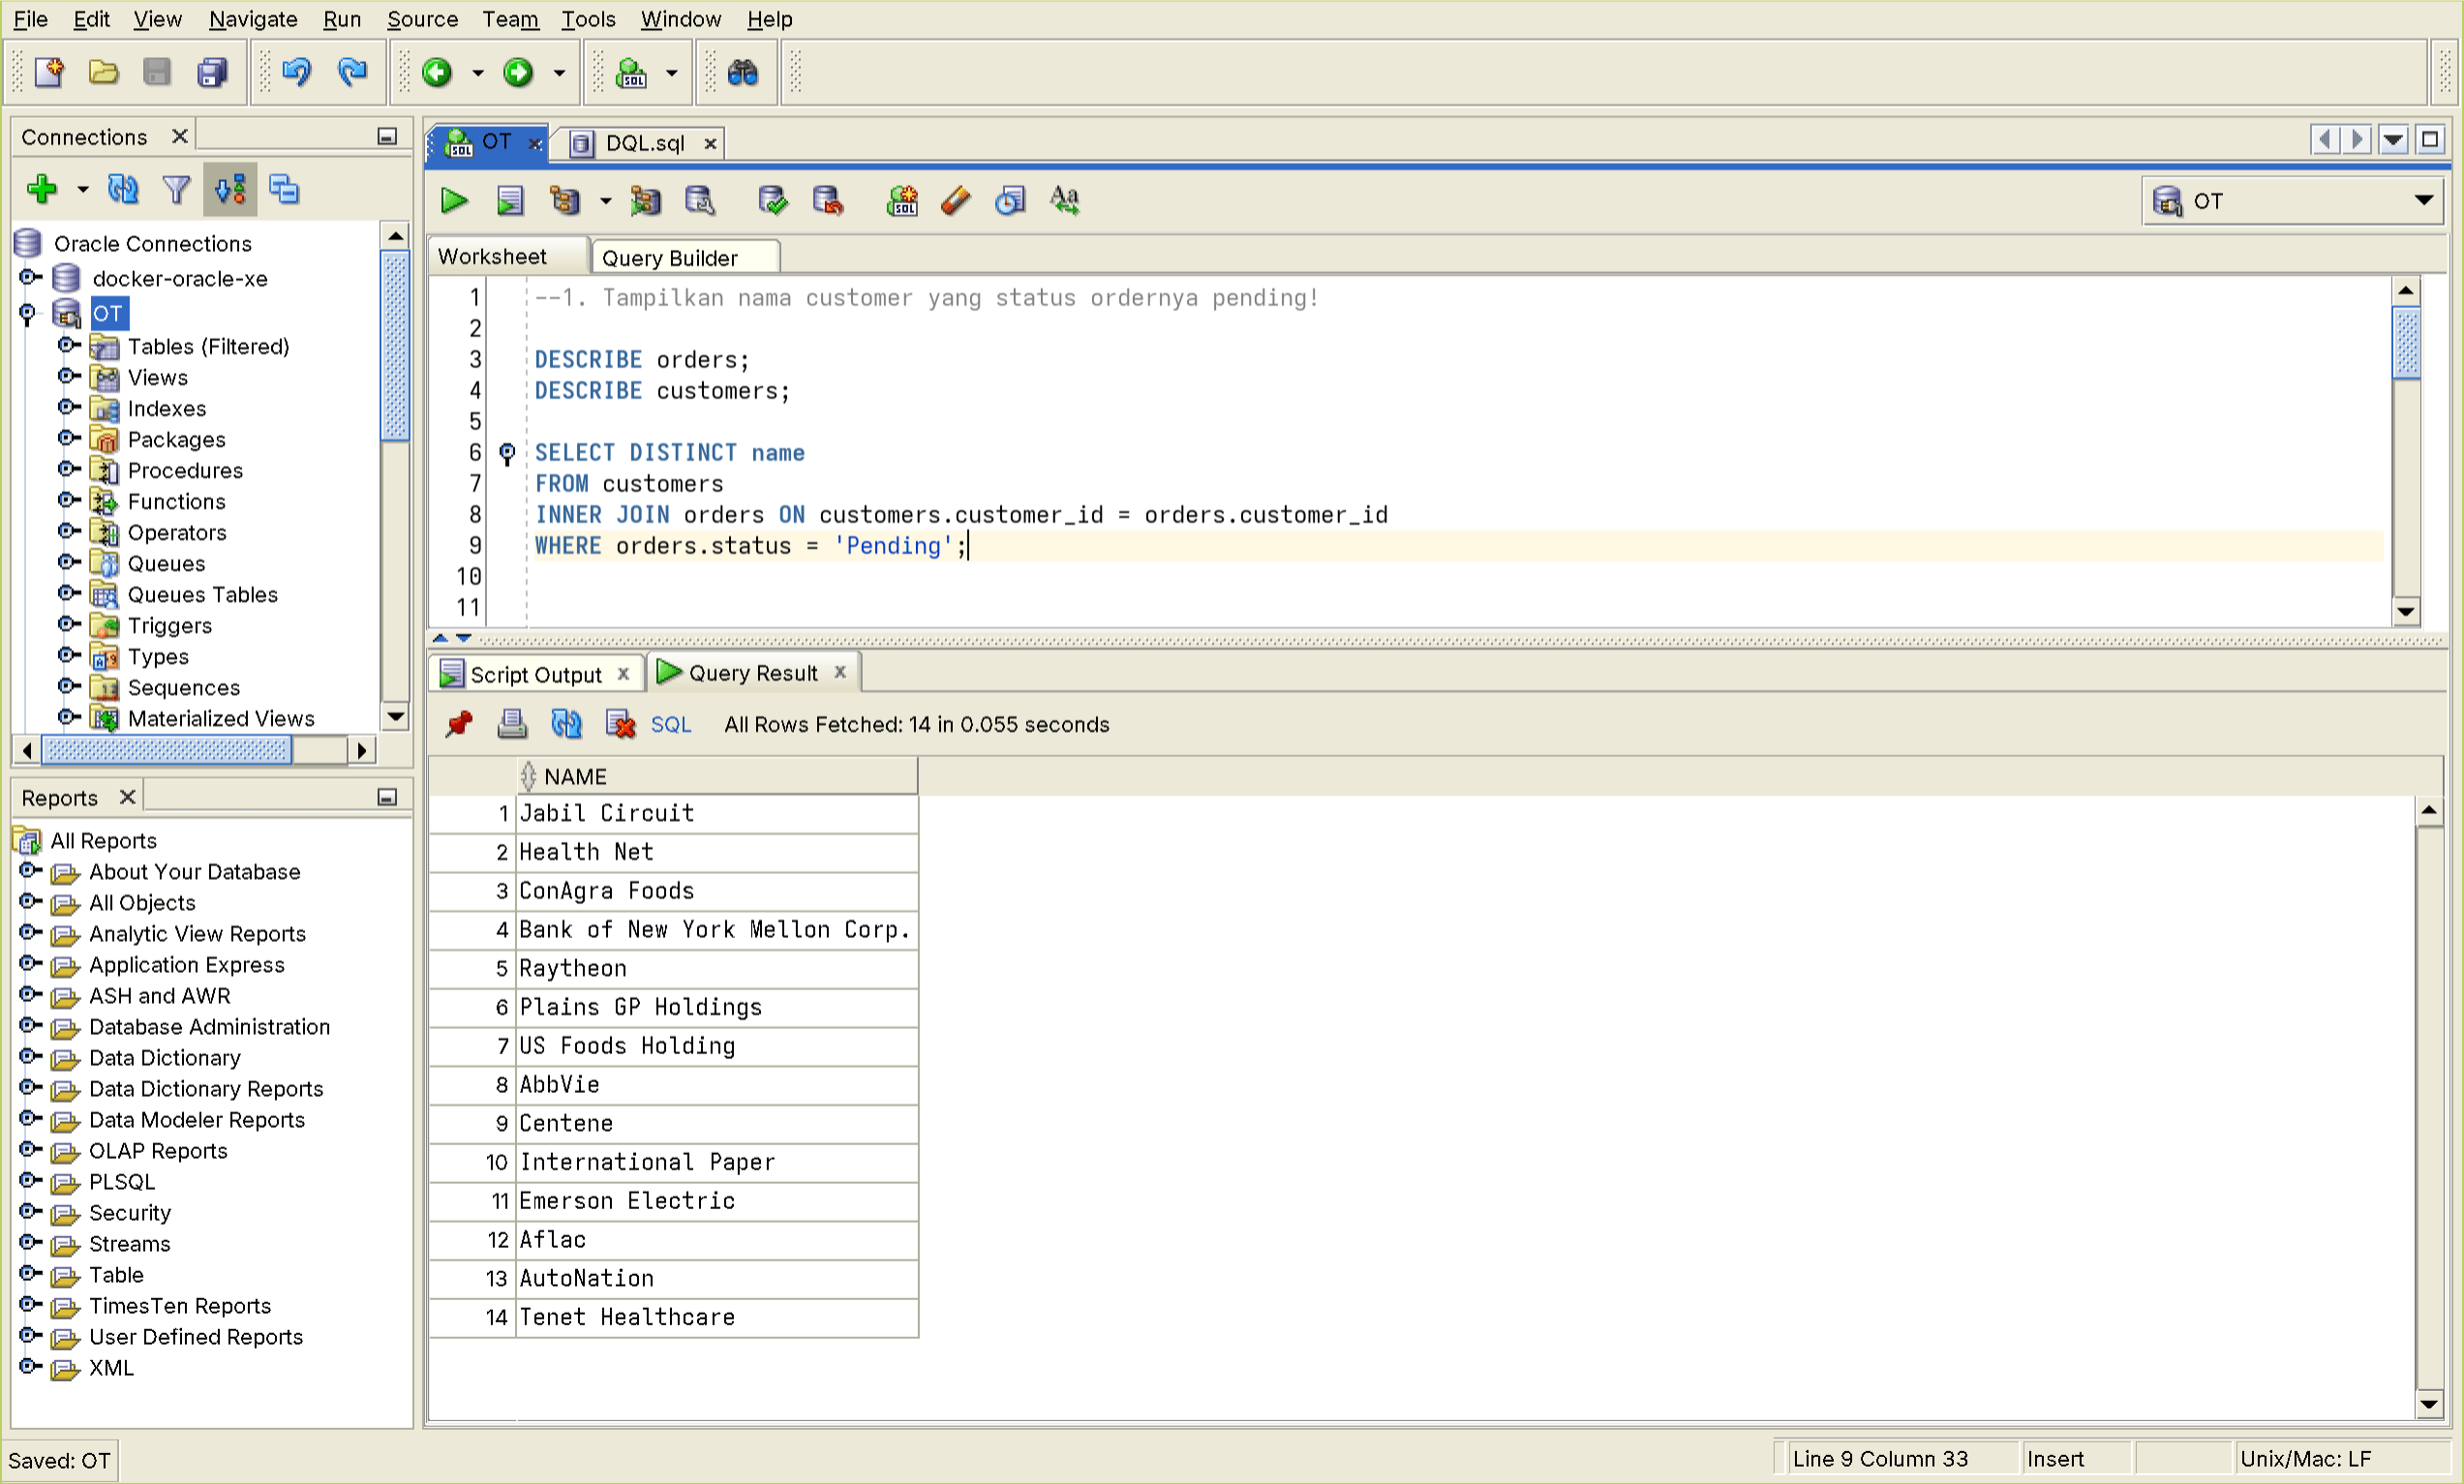 File Edit View Navigate Run Source Team Tools Window Help
Connections
Oracle Connections
docker-oracle-xe
OT
Tables (Filtered)
Views
Indexes
Packages
Procedures
Functions
Operators
Queues
Queues Tables
Triggers
Types
Sequences
Materialized Views
Reports
All Reports
About Your Database
All Objects
Analytic View Reports
Application Express
ASH and AWR
Database Administration
Data Dictionary
Data Dictionary Reports
Data Modeler Reports
OLAP Reports
PLSQL
Security
Streams
Table
TimesTen Reports
User Defined Reports
XML
OT DQL.sql
OT
Worksheet Query Builder
1 --1. Tampilkan nama customer yang status ordernya pending!
2
3 DESCRIBE orders;
4 DESCRIBE customers;
5
6 SELECT DISTINCT name
7 FROM customers
8 INNER JOIN orders ON customers.customer_id = orders.customer_id
9 WHERE orders.status = 'Pending';
10
11
Script Output Query Result
SQL All Rows Fetched: 14 in 0.055 seconds
NAME
1 Jabil Circuit
2 Health Net
3 ConAgra Foods
4 Bank of New York Mellon Corp.
5 Raytheon
6 Plains GP Holdings
7 US Foods Holding
8 AbbVie
9 Centene
10 International Paper
11 Emerson Electric
12 Aflac
13 AutoNation
14 Tenet Healthcare
Saved: OT
Line 9 Column 33 Insert Unix/Mac: LF